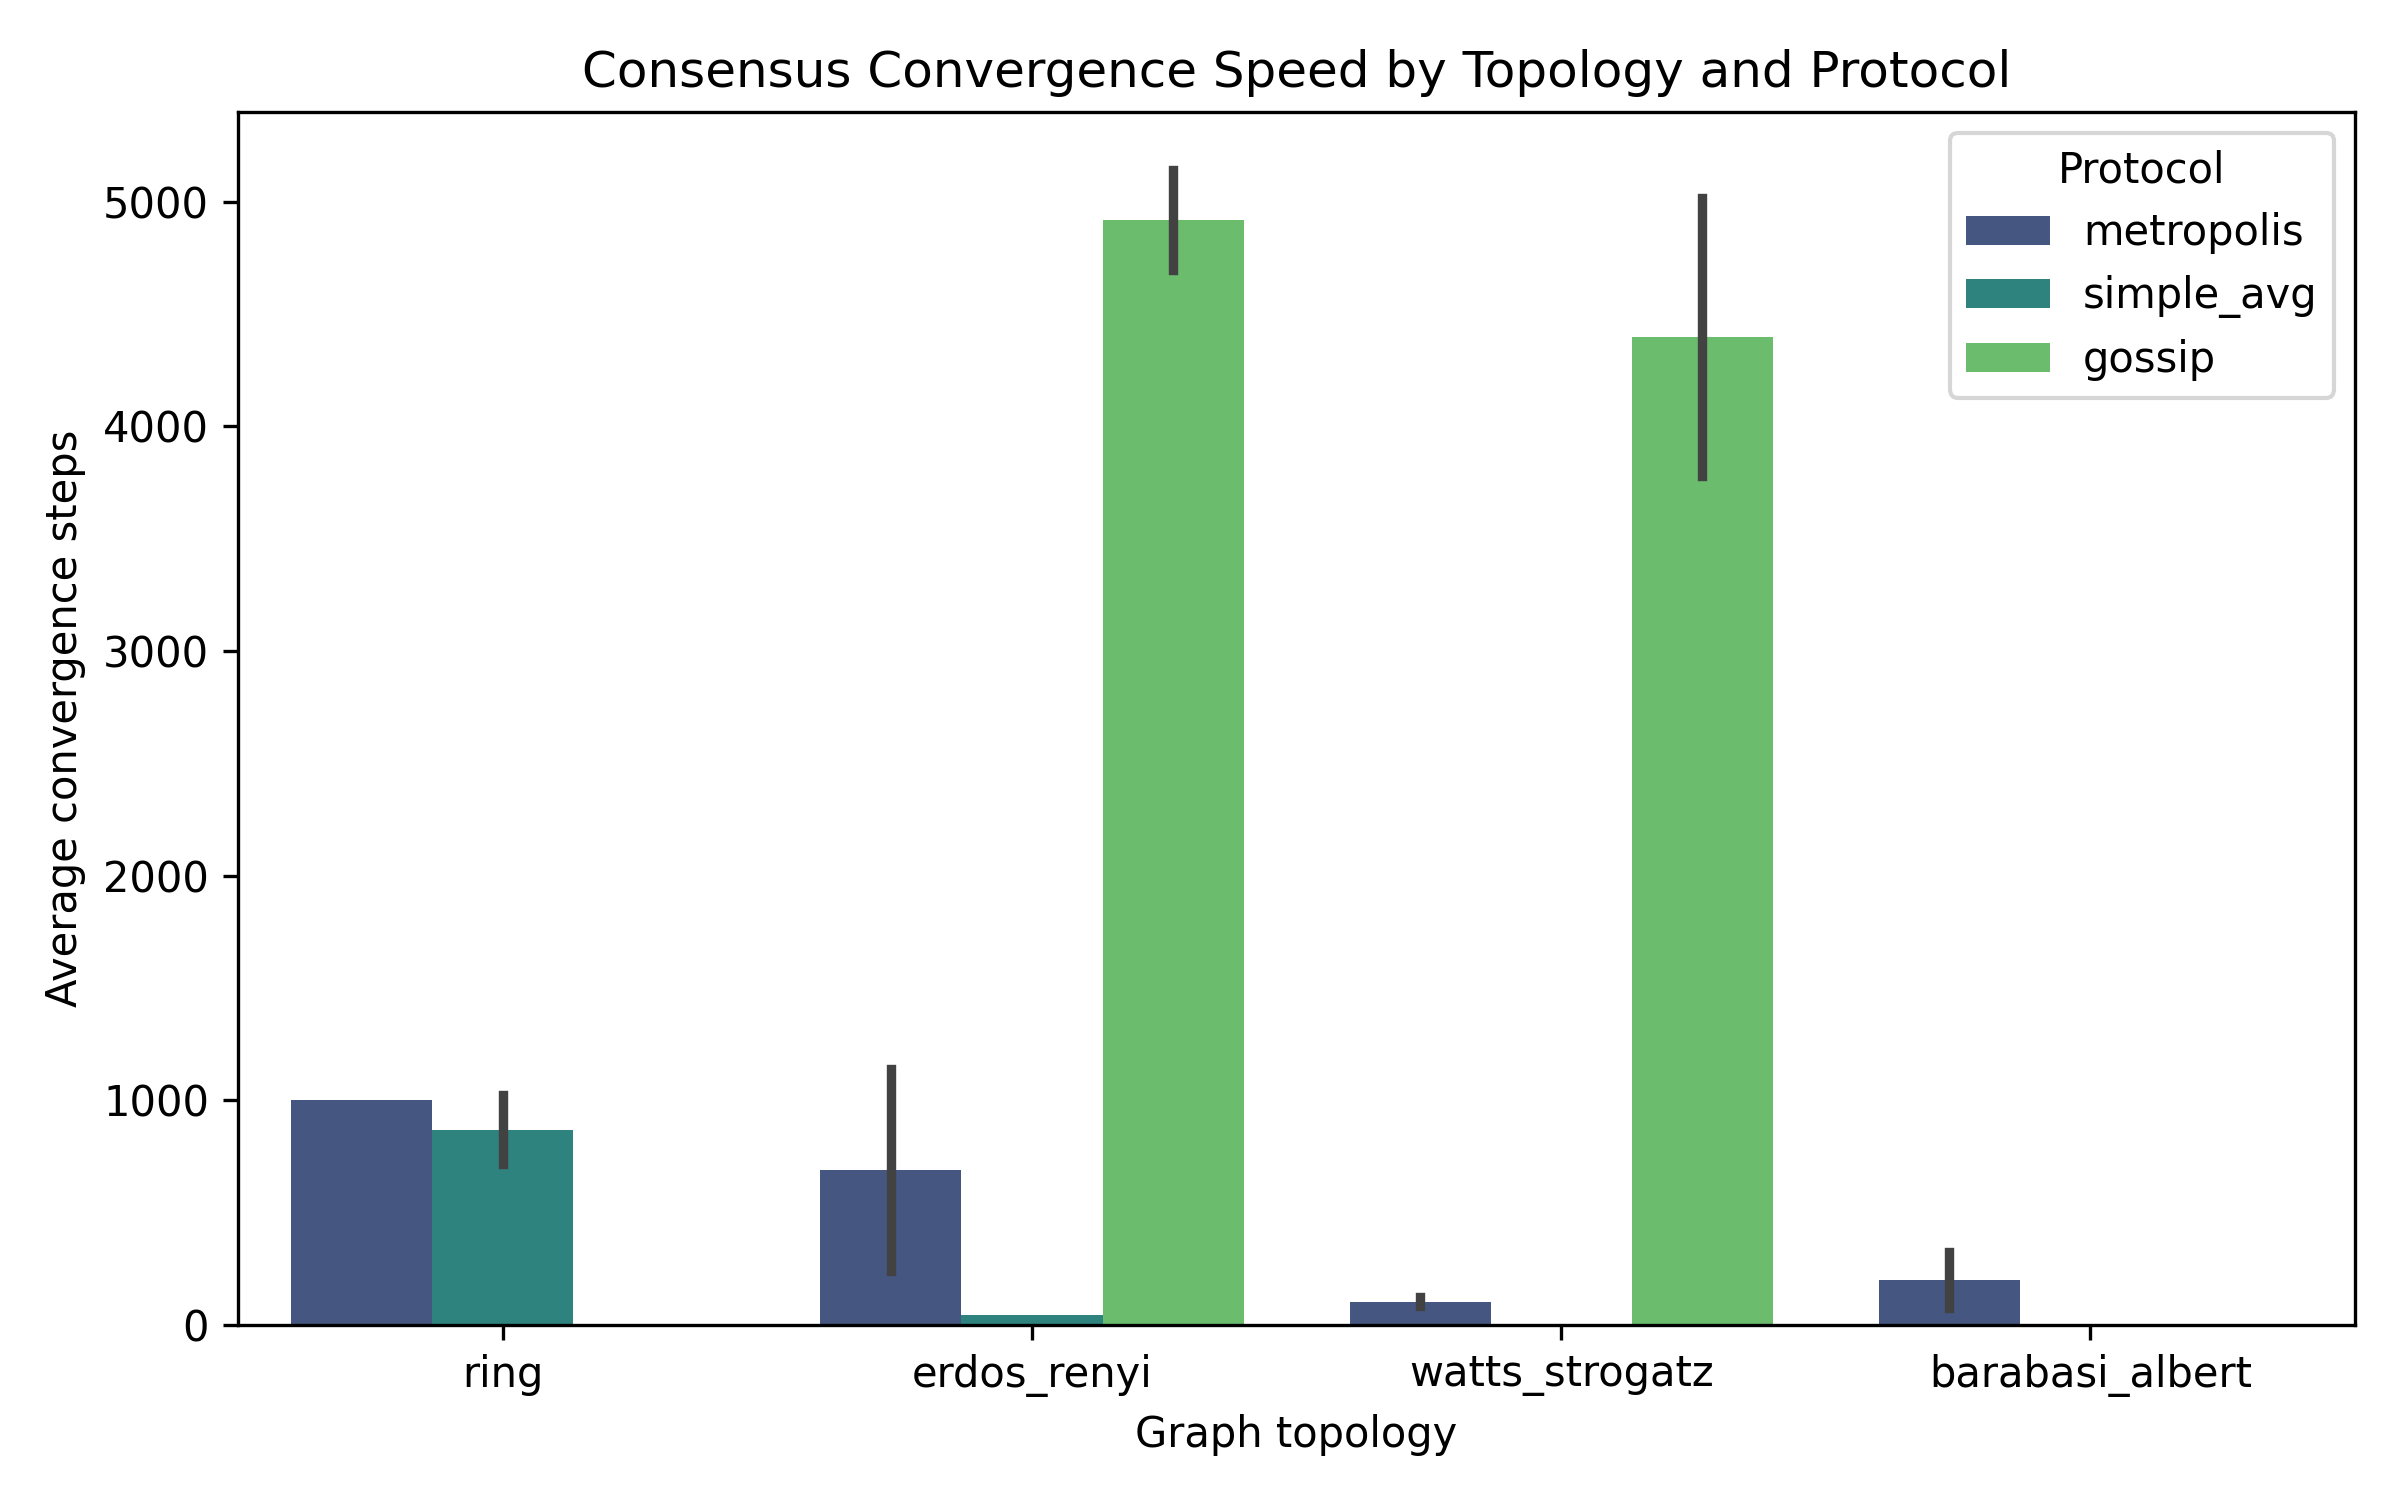 Consensus Convergence Speed by Topology and Protocol
Protocol
metropolis
simple_avg
gossip
Average convergence steps
5000
4000
3000
2000
1000
0
ring
erdos_renyi
watts_strogatz
barabasi_albert
Graph topology